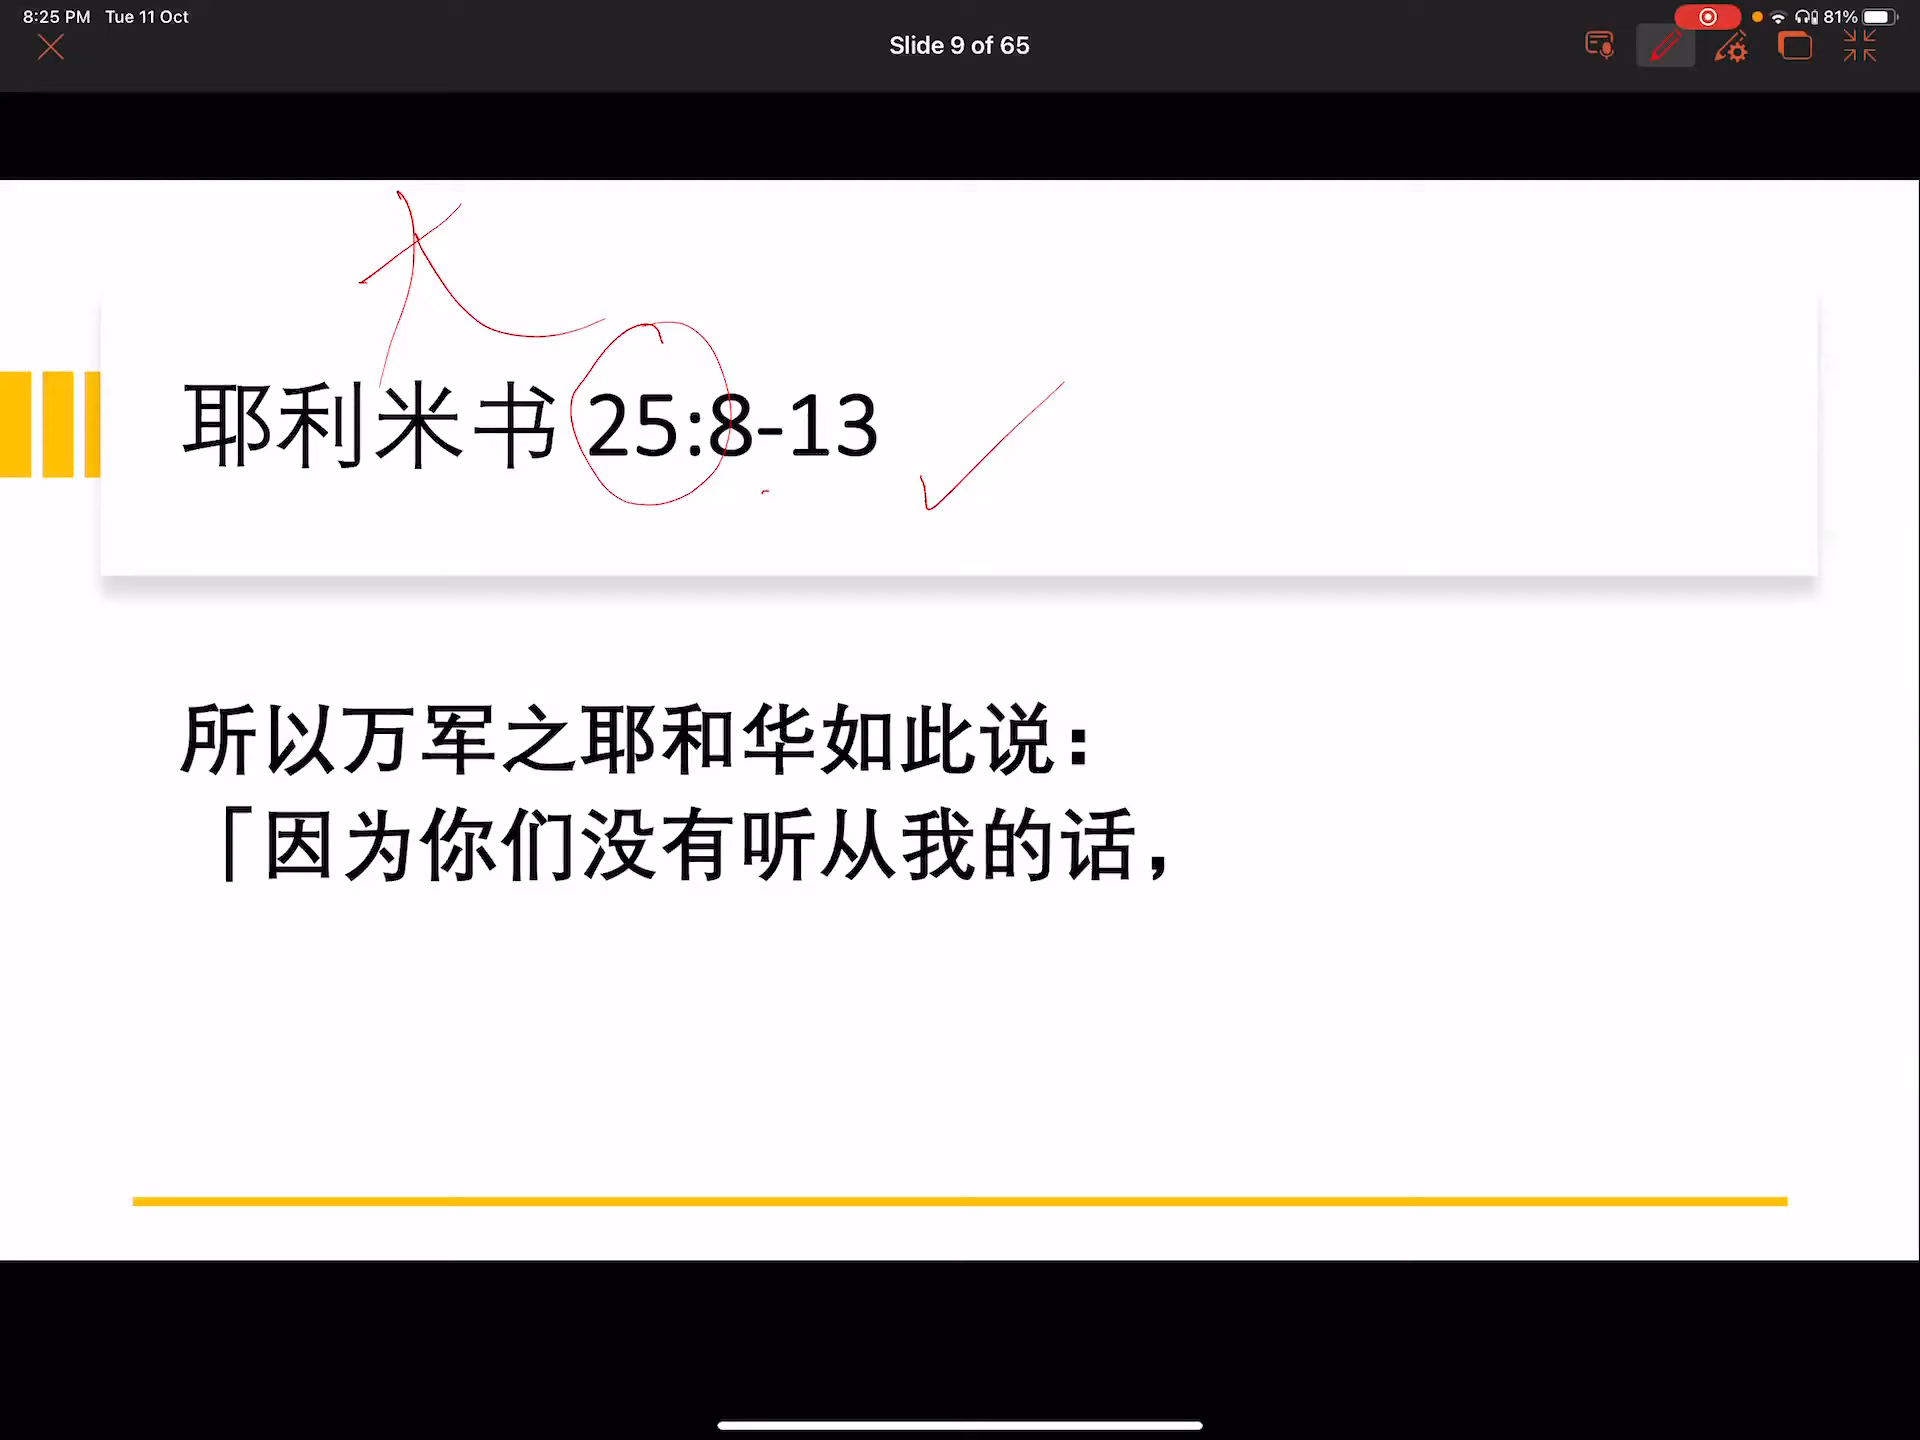 8:25 PM Tue 11 Oct
81%
Slide 9 of 65
大
耶利米书 25:8-13
所以万军之耶和华如此说：
「因为你们没有听从我的话，